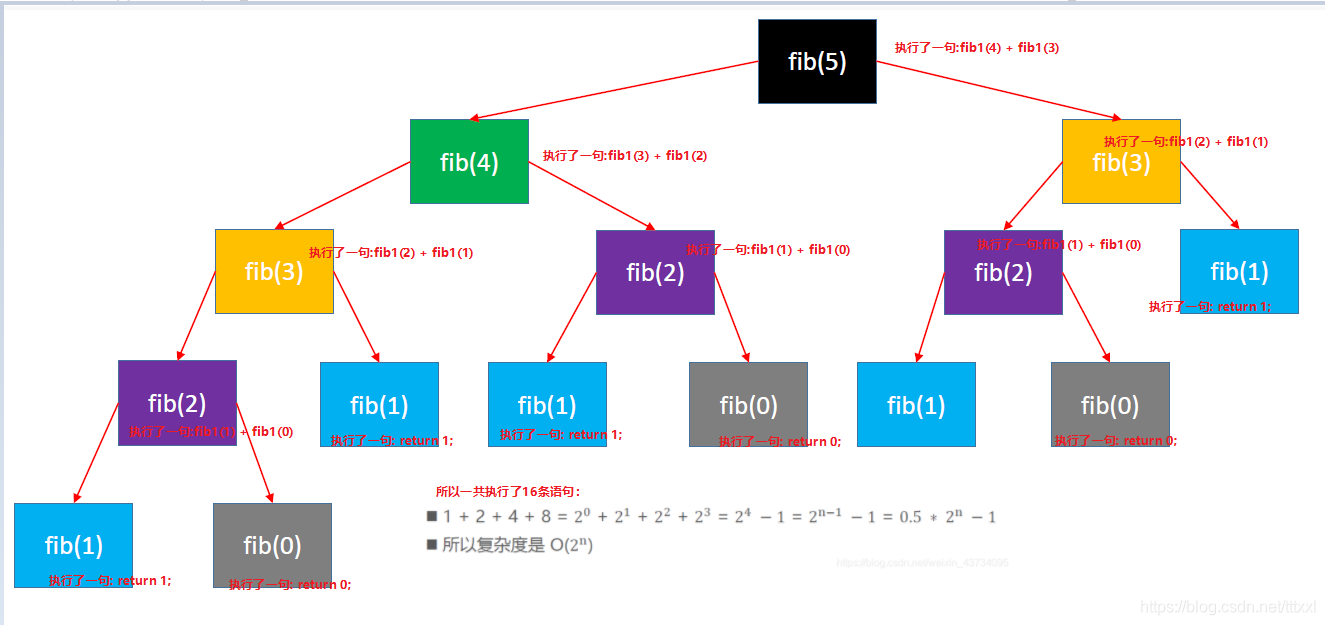 fib(5)
执行了一句:fib1(4) + fib1(3)
fib(4)
执行了一句:fib1(3) + fib1(2)
fib(3)
执行了一句:fib1(2) + fib1(1)
fib(3)
执行了一句:fib1(2) + fib1(1)
fib(2)
执行了一句:fib1(1) + fib1(0)
fib(2)
执行了一句:fib1(1) + fib1(0)
fib(1)
执行了一句: return 1;
fib(2)
执行了一句:fib1(1) + fib1(0)
fib(1)
执行了一句: return 1;
fib(1)
执行了一句: return 1;
fib(0)
执行了一句: return 0;
fib(1)
fib(0)
执行了一句: return 0;
fib(1)
执行了一句: return 1;
fib(0)
执行了一句: return 0;
所以一共执行了16条语句：
■ 1 + 2 + 4 + 8 = 2⁰ + 2¹ + 2² + 2³ = 2⁴ − 1 = 2ⁿ⁻¹ − 1 = 0.5 ∗ 2ⁿ − 1
■ 所以复杂度是 O(2ⁿ)
https://blog.csdn.net/tttxxl